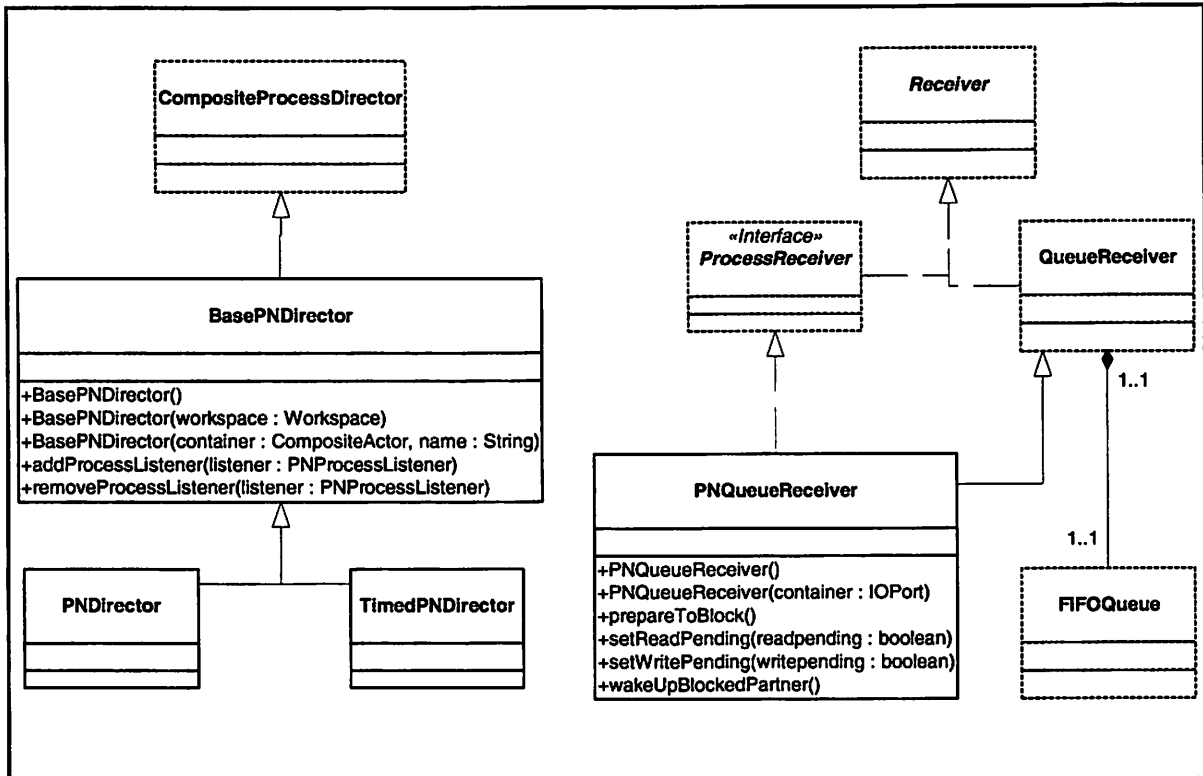 CompositeProcessDirector
Receiver
«Interface»
ProcessReceiver
QueueReceiver
BasePNDirector
+BasePNDirector()
+BasePNDirector(workspace : Workspace)
+BasePNDirector(container : CompositeActor, name : String)
+addProcessListener(listener : PNProcessListener)
+removeProcessListener(listener : PNProcessListener)
1..1
PNQueueReceiver
+PNQueueReceiver()
+PNQueueReceiver(container : IOPort)
+prepareToBlock()
+setReadPending(readpending : boolean)
+setWritePending(writepending : boolean)
+wakeUpBlockedPartner()
1..1
PNDirector
TimedPNDirector
FIFOQueue